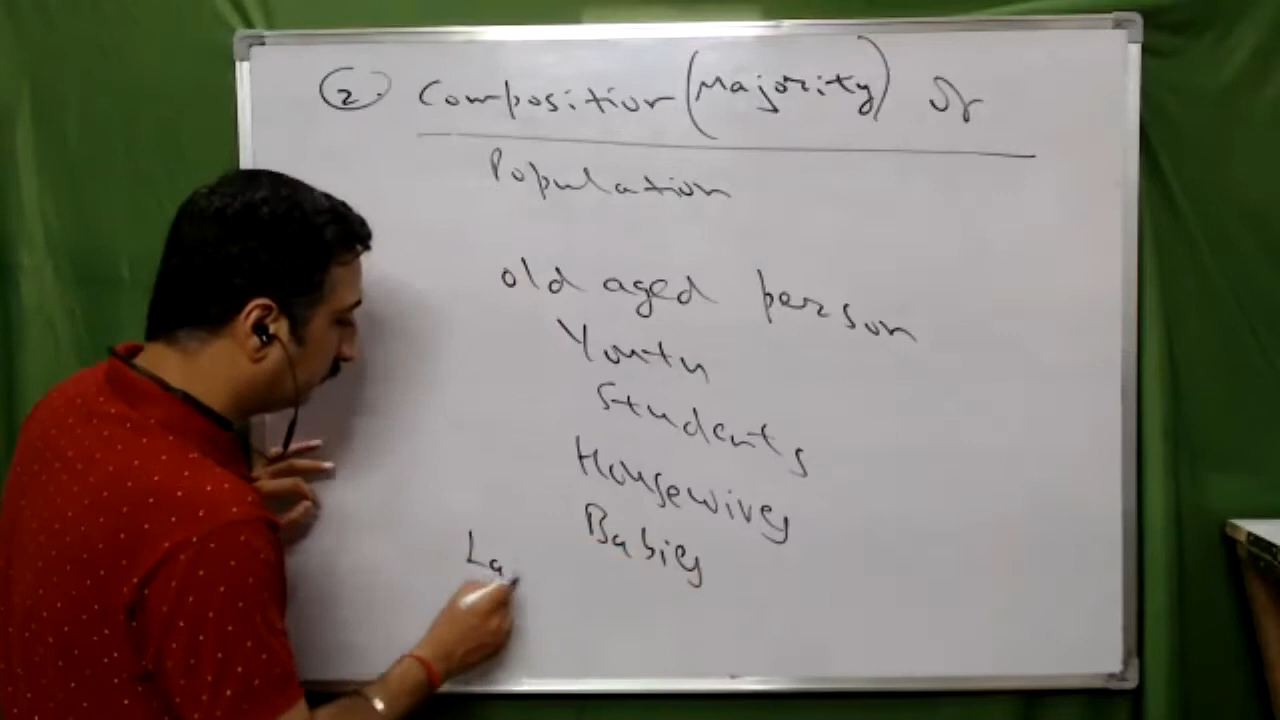 2. Composition (Majority) of
Population
old aged person
Youth
Students
Housewives
Babies
La